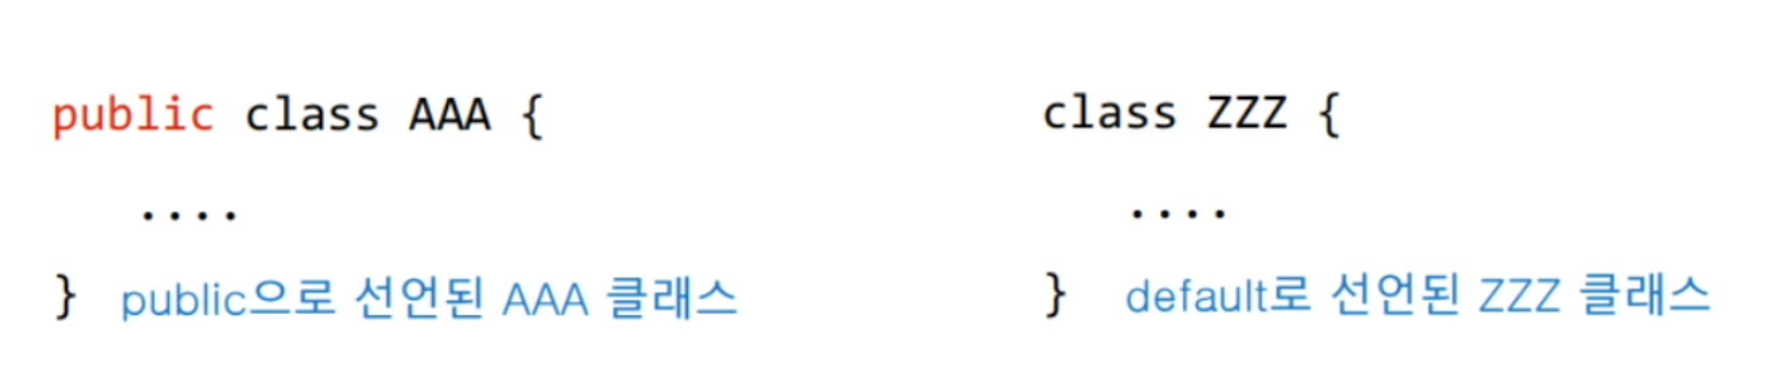 public class AAA {
....
} public으로 선언된 AAA 클래스
class ZZZ {
....
} default로 선언된 ZZZ 클래스